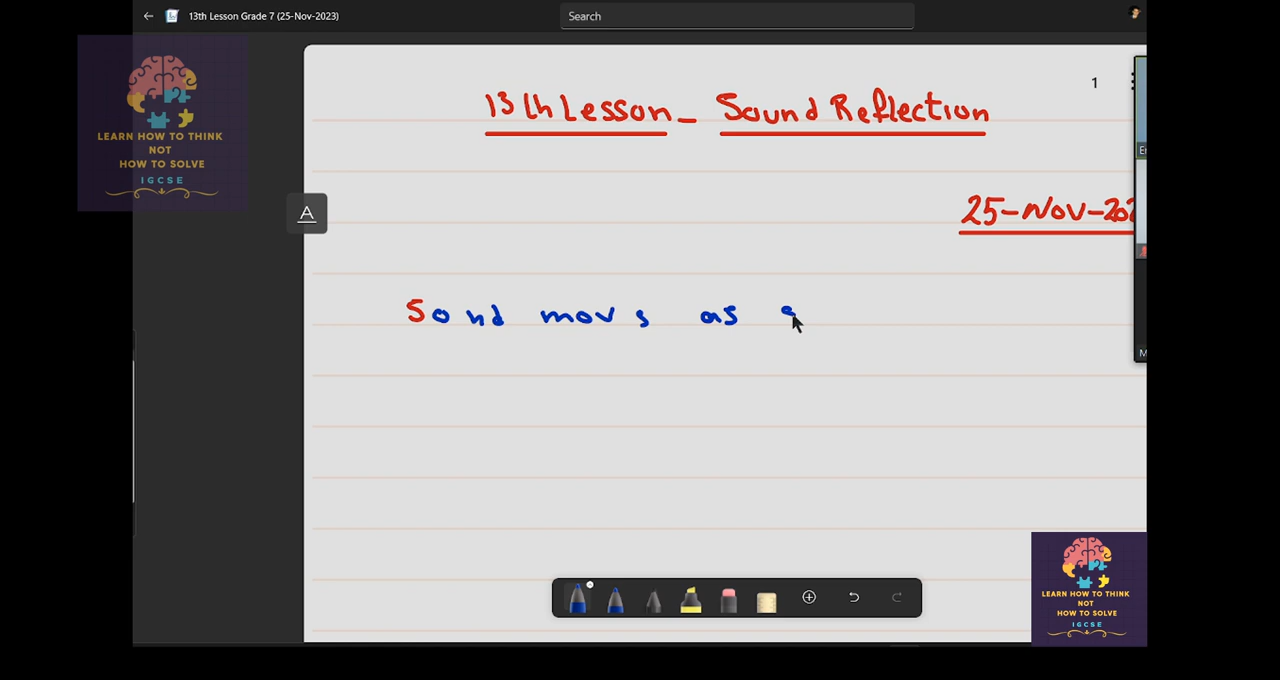 13th Lesson Grade 7 (25-Nov-2023)
Search
LEARN HOW TO THINK
NOT
HOW TO SOLVE
IGCSE
1
13th Lesson - Sound Reflection
25-Nov-202
A
Sond movs as
LEARN HOW TO THINK
NOT
HOW TO SOLVE
IGCSE